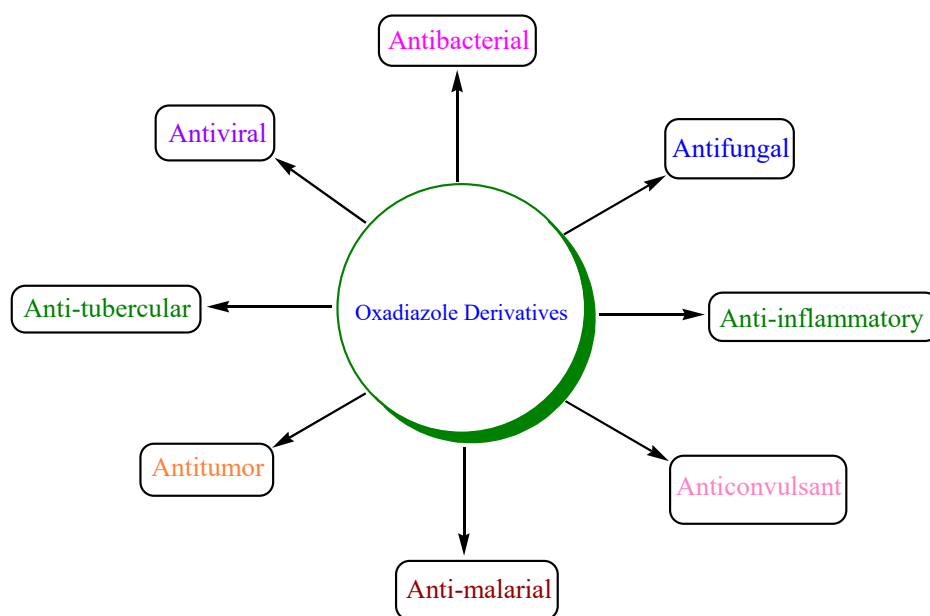 Antibacterial
Antiviral
Antifungal
Anti-tubercular
Oxadiazole Derivatives
Anti-inflammatory
Antitumor
Anticonvulsant
Anti-malarial